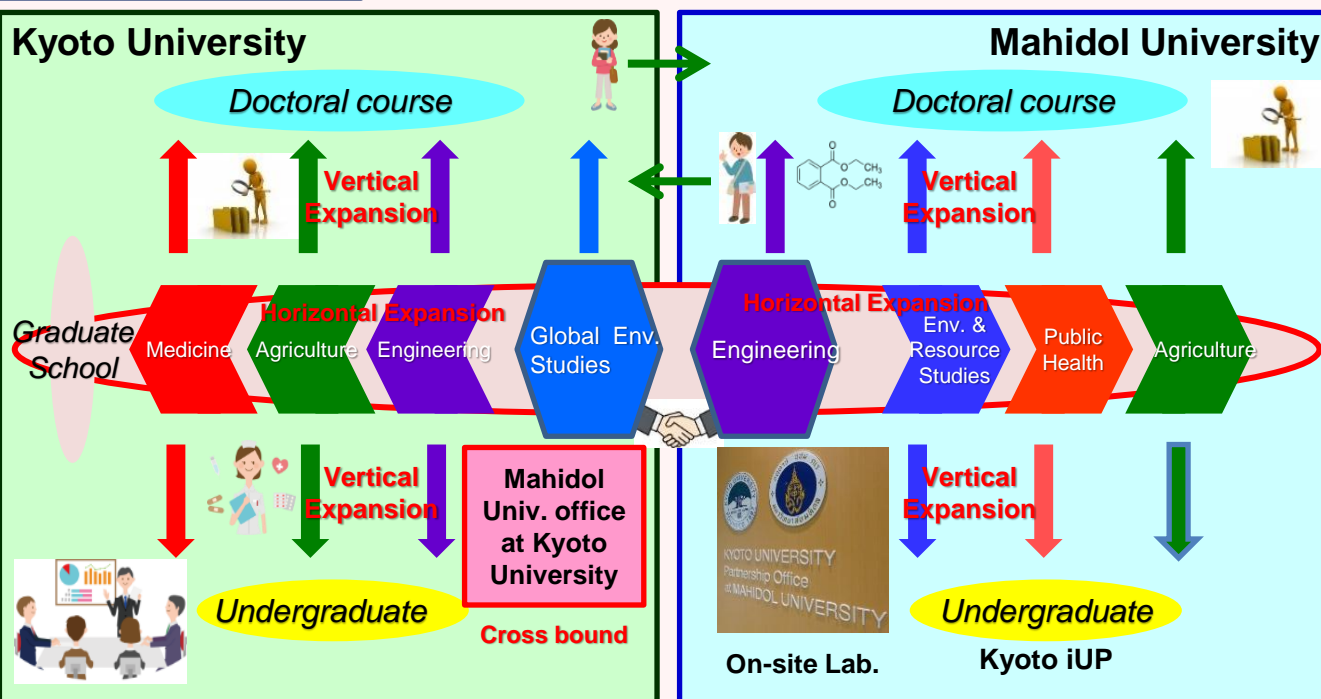 Kyoto University
Mahidol University
Doctoral course
Doctoral course
Vertical
Expansion
O
O
O
O
CH3
CH3
Vertical
Expansion
Graduate
School
Horizontal Expansion
Medicine
Agriculture
Engineering
Global Env.
Studies
Engineering
Horizontal Expansion
Env. &
Resource
Studies
Public
Health
Agriculture
Vertical
Expansion
Mahidol
Univ. office
at Kyoto
University
Cross bound
Undergraduate
KYOTO UNIVERSITY
Partnership Office
at MAHIDOL UNIVERSITY
On-site Lab.
Vertical
Expansion
Undergraduate
Kyoto iUP